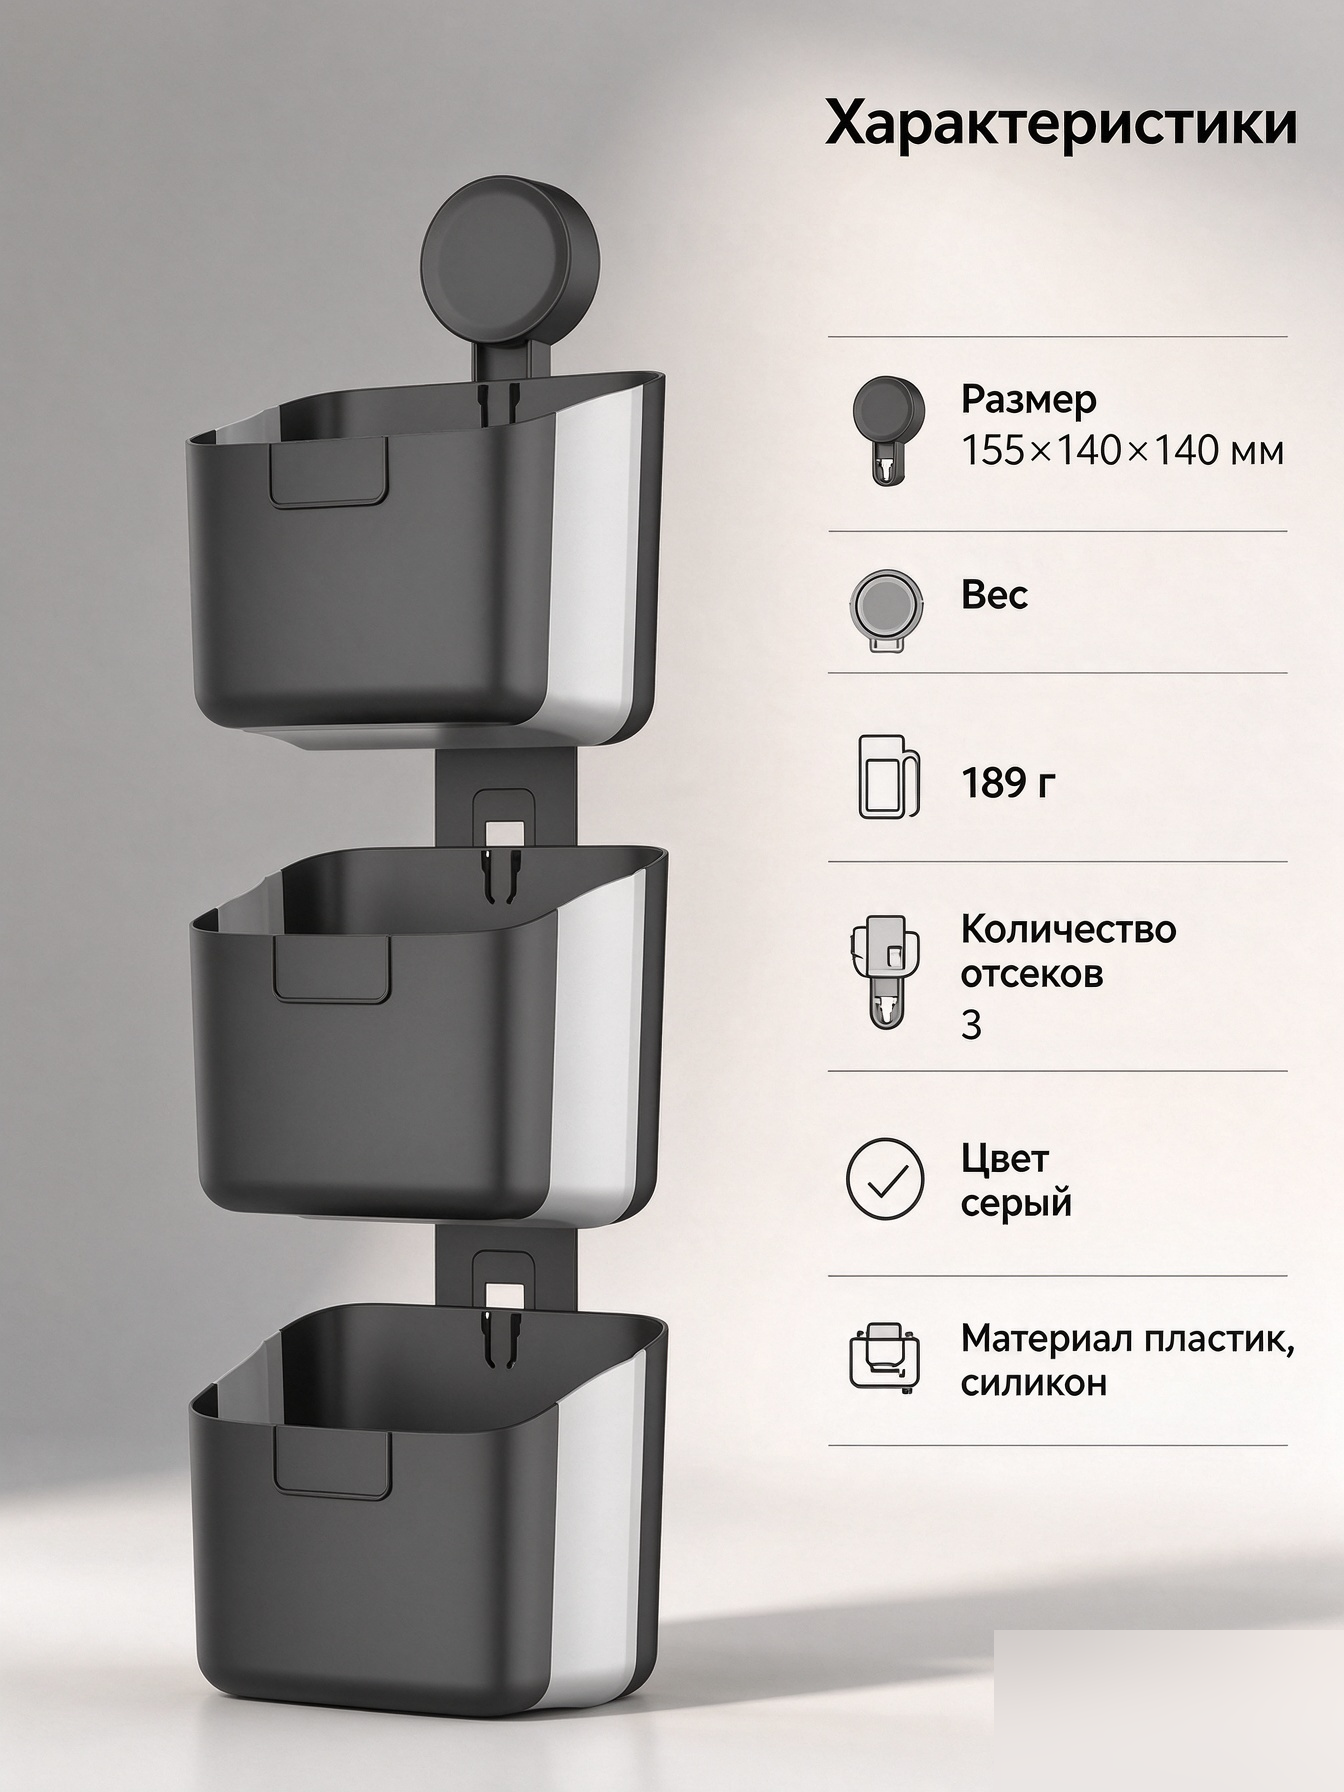 Характеристики
Размер
155×140×140 мм
Вес
189 г
Количество
отсеков
3
Цвет
серый
Материал пластик,
силикон